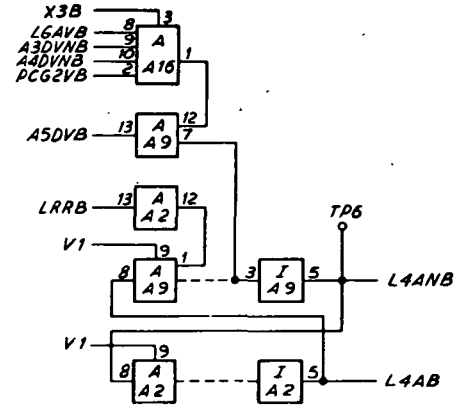 X3B 3
L6AVB 8 A
A3DVNB 9
A4DVNB 10 1
PCG2VB 2 A16
A 12
A5DVB 13 A9 7
TP6
LRRB 13 A 12
A2
V1 9
8 A 1 3 I 5 L4ANB
A9 A9
V1 9
8 A I 5 L4AB
A2 A2